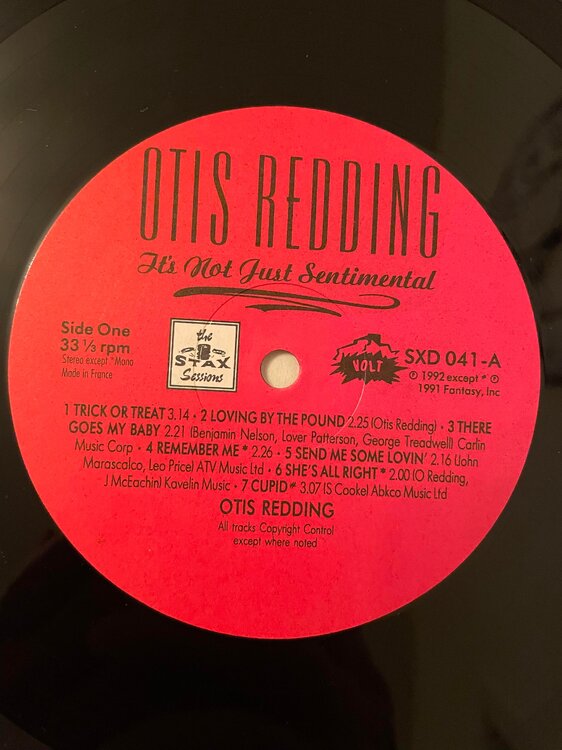 OTIS REDDING
It's Not Just Sentimental
Side One
33 ⅓ rpm
Stereo except *Mono
Made in France
the
STAX
Sessions
VOLT
SXD 041-A
℗ 1992 except * ℗
1991 Fantasy, Inc
1 TRICK OR TREAT 3.14 • 2 LOVING BY THE POUND 2.25 (Otis Redding) • 3 THERE
GOES MY BABY 2.21 (Benjamin Nelson, Lover Patterson, George Treadwell) Carlin
Music Corp • 4 REMEMBER ME * 2.26 • 5 SEND ME SOME LOVIN' 2.16 (John
Marascalco, Leo Price) ATV Music Ltd • 6 SHE'S ALL RIGHT * 2.00 (O Redding,
J McEachin) Kavelin Music • 7 CUPID * 3.07 (S Cooke) Abkco Music Ltd
OTIS REDDING
All tracks Copyright Control
except where noted